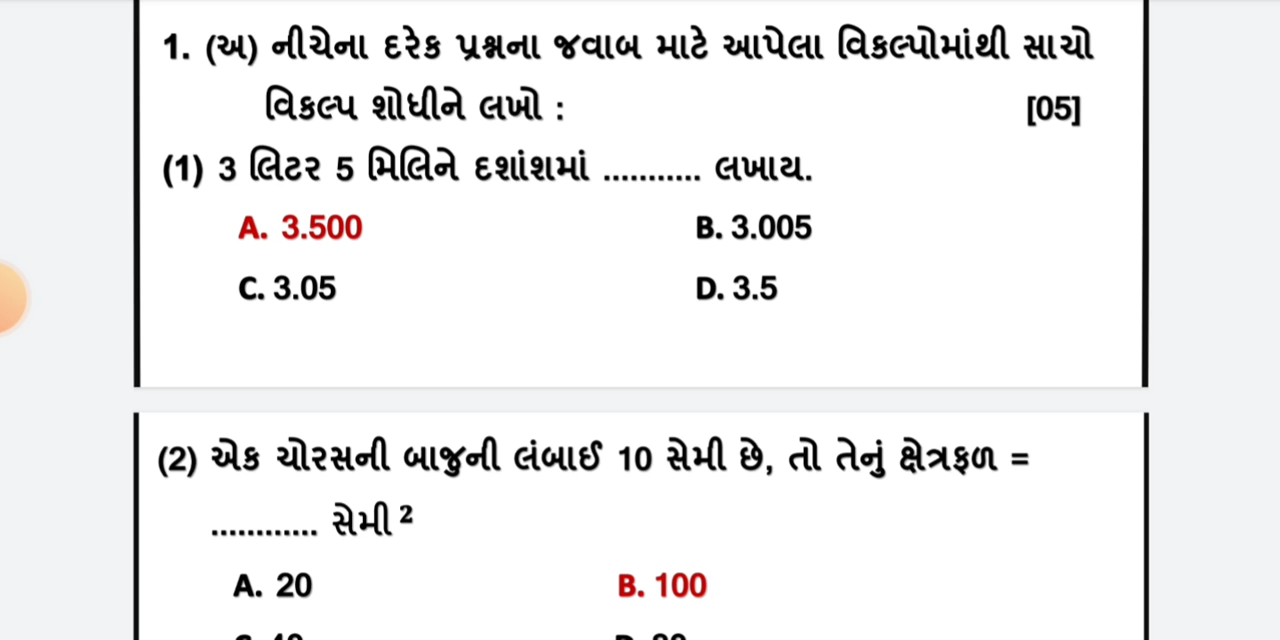 1. (અ) નીચેના દરેક પ્રશ્નના જવાબ માટે આપેલા વિકલ્પોમાંથી સાચો
વિકલ્પ શોધીને લખો : [05]
(1) 3 લિટર 5 મિલિને દશાંશમાં ........... લખાય.
A. 3.500 B. 3.005
C. 3.05 D. 3.5
(2) એક ચોરસની બાજુની લંબાઈ 10 સેમી છે, તો તેનું ક્ષેત્રફળ =
............ સેમી ²
A. 20 B. 100